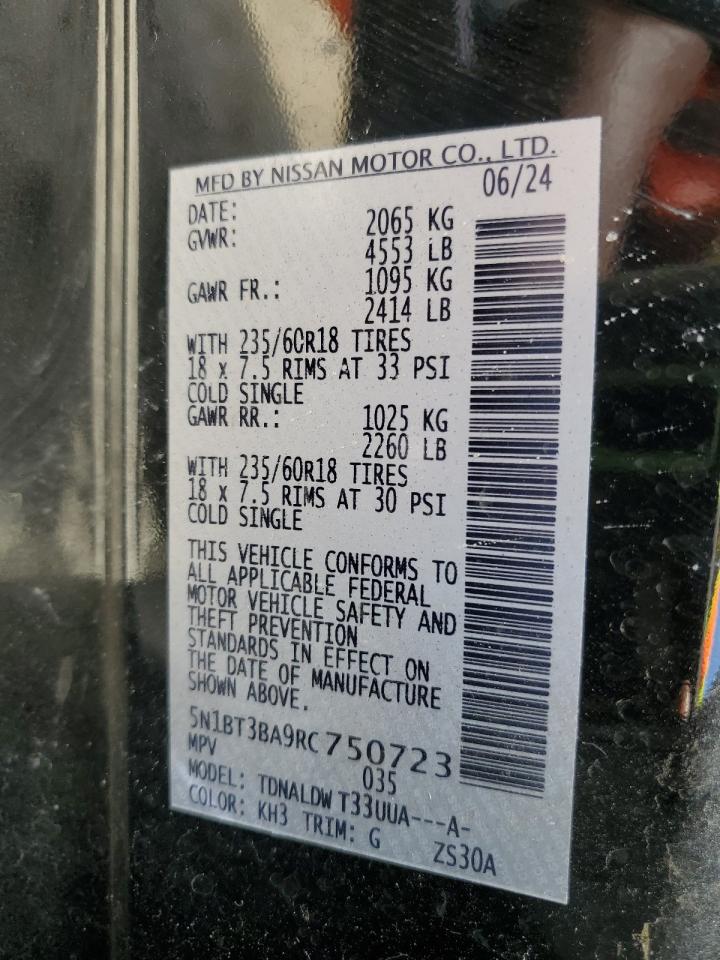 MFD BY NISSAN MOTOR CO., LTD.
DATE: 06/24
GVWR: 2065 KG
4553 LB
GAWR FR.: 1095 KG
2414 LB
WITH 235/60R18 TIRES
18 x 7.5 RIMS AT 33 PSI
COLD SINGLE
GAWR RR.: 1025 KG
2260 LB
WITH 235/60R18 TIRES
18 x 7.5 RIMS AT 30 PSI
COLD SINGLE
THIS VEHICLE CONFORMS TO
ALL APPLICABLE FEDERAL
MOTOR VEHICLE SAFETY AND
THEFT PREVENTION
STANDARDS IN EFFECT ON
THE DATE OF MANUFACTURE
SHOWN ABOVE.
5N1BT3BA9RC750723
MPV 035
MODEL: TDNALDW T33UUA---A-
COLOR: KH3 TRIM: G ZS30A